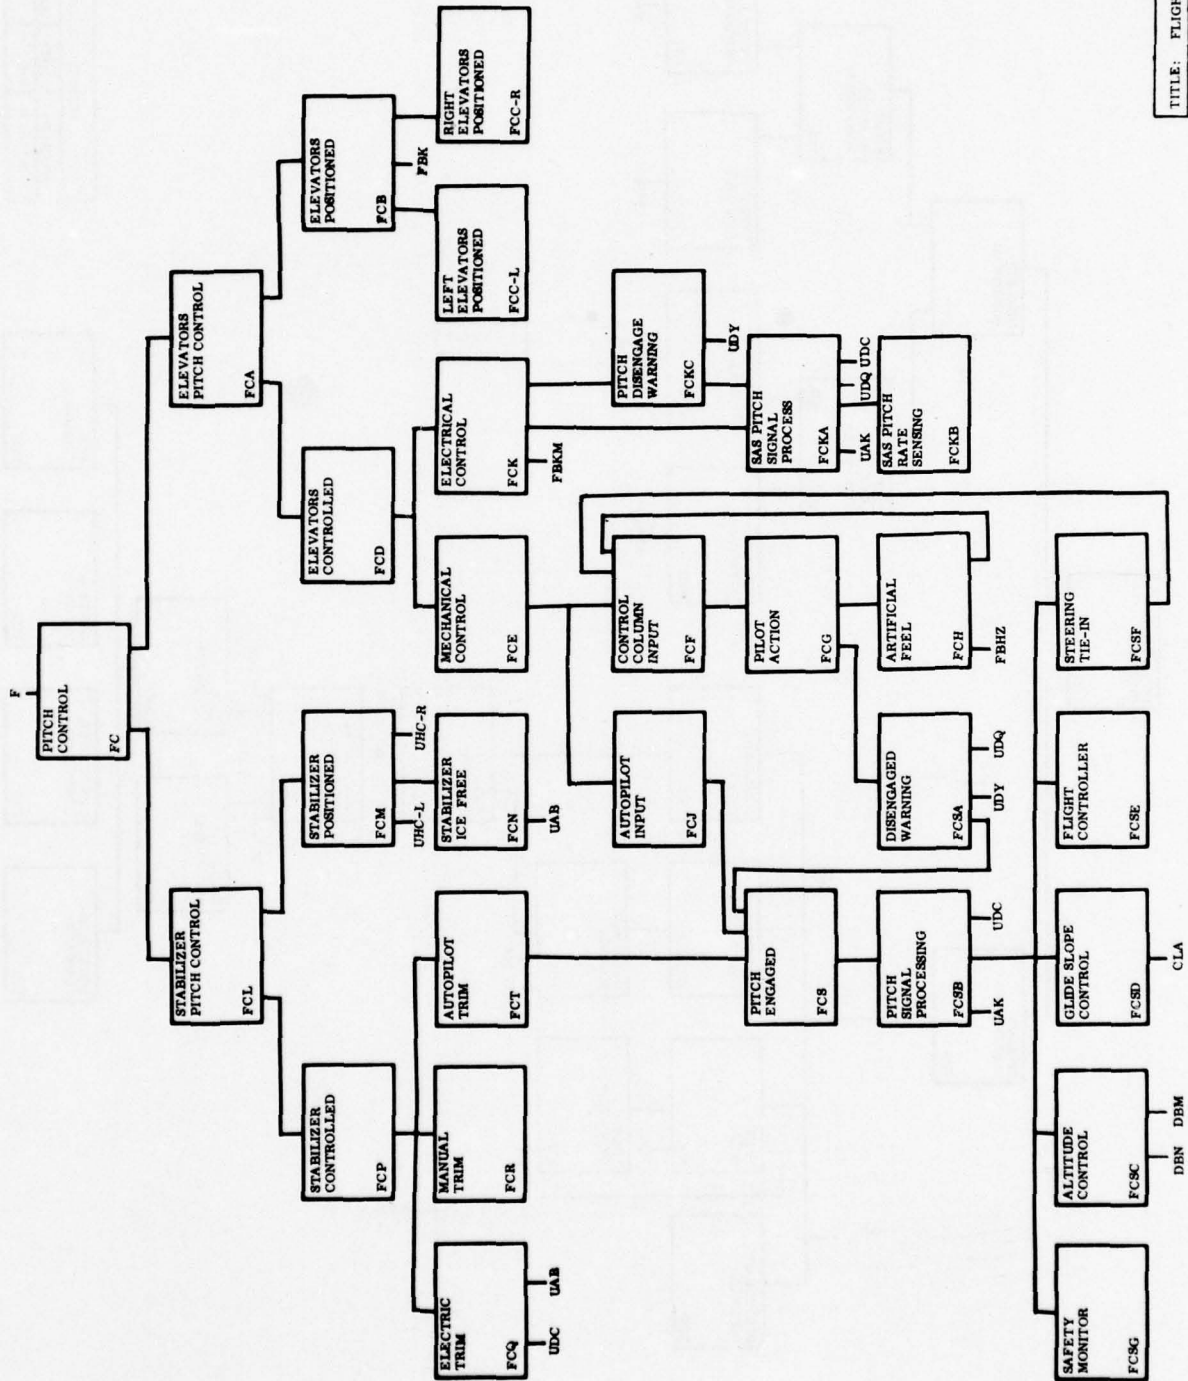 F
PITCH
CONTROL
FC
STABILIZER
PITCH CONTROL
FCL
ELEVATORS
PITCH CONTROL
FCA
STABILIZER
CONTROLLED
FCP
STABILIZER
POSITIONED
FCM
UHC-L
UHC-R
ELEVATORS
CONTROLLED
FCD
ELEVATORS
POSITIONED
FCB
FBK
ELECTRIC
TRIM
FCQ
UDC
UAB
MANUAL
TRIM
FCR
AUTOPILOT
TRIM
FCT
STABILIZER
ICE FREE
FCN
UAB
MECHANICAL
CONTROL
FCE
ELECTRICAL
CONTROL
FCK
FBKM
LEFT
ELEVATORS
POSITIONED
FCC-L
RIGHT
ELEVATORS
POSITIONED
FCC-R
AUTOPILOT
INPUT
FCJ
CONTROL
COLUMN
INPUT
FCF
PITCH
DISENGAGE
WARNING
FCKC
UDY
PITCH
ENGAGED
FCS
PILOT
ACTION
FCG
SAS PITCH
SIGNAL
PROCESS
FCKA
UAK
UDQ
UDC
PITCH
SIGNAL
PROCESSING
FCSB
UAK
UDC
DISENGAGED
WARNING
FCSA
UDY
UDQ
ARTIFICIAL
FEEL
FCH
FBHZ
SAS PITCH
RATE
SENSING
FCKB
SAFETY
MONITOR
FCSG
ALTITUDE
CONTROL
FCSC
DBN
DBM
GLIDE SLOPE
CONTROL
FCSD
CLA
FLIGHT
CONTROLLER
FCSE
STEERING
TIE-IN
FCSF
TITLE: FLIGH